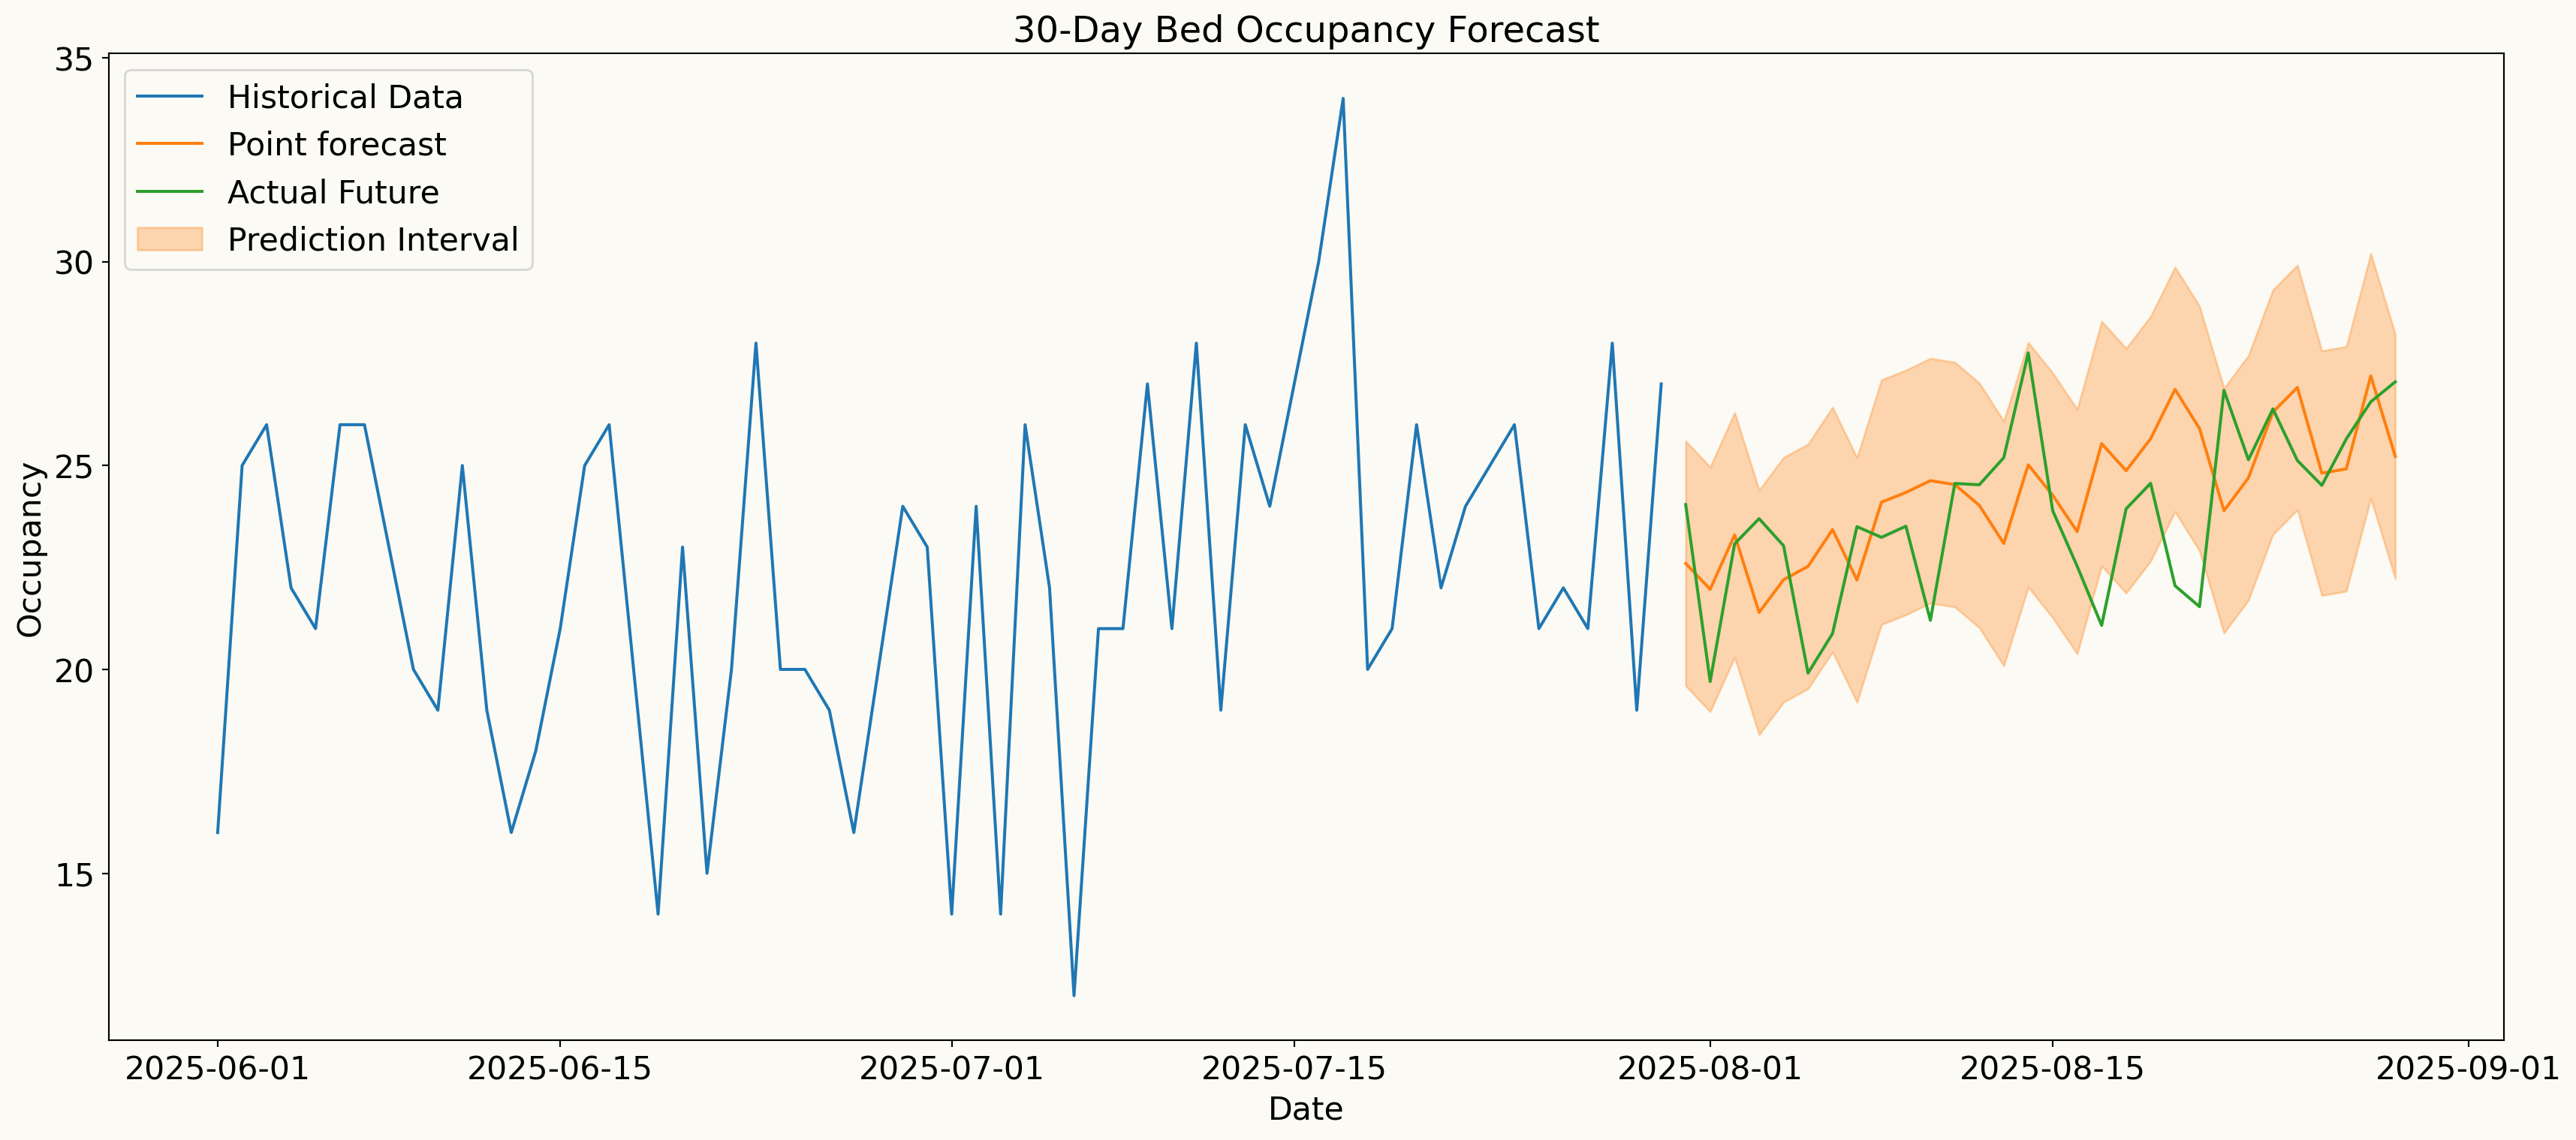 30-Day Bed Occupancy Forecast
Historical Data
Point forecast
Actual Future
Prediction Interval
Occupancy
35
30
25
20
15
2025-06-01 2025-06-15 2025-07-01 2025-07-15 2025-08-01 2025-08-15 2025-09-01
Date